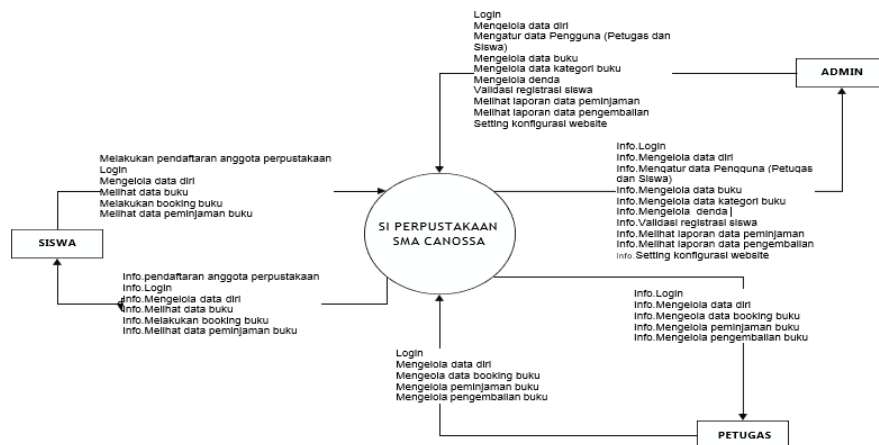 Login
Mengelola data diri
Mengatur data Pengguna (Petugas dan
Siswa)
Mengelola data buku
Mengelola data kategori buku
Mengelola denda
Validasi registrasi siswa
Melihat laporan data peminjaman
Melihat laporan data pengembalian
Setting konfigurasi website
ADMIN
Info.Login
Info.Mengelola data diri
Info.Mengatur data Pengguna (Petugas
dan Siswa)
Info.Mengelola data buku
Info.Mengelola data kategori buku
Info.Mengelola denda
Info.Validasi registrasi siswa
Info.Melihat laporan data peminjaman
Info.Melihat laporan data pengembalian
Info.Setting konfigurasi website
Melakukan pendaftaran anggota perpustakaan
Login
Mengelola data diri
Melihat data buku
Melakukan booking buku
Melihat data peminjaman buku
SISWA
SI PERPUSTAKAAN
SMA CANOSSA
Info.pendaftaran anggota perpustakaan
Info.Login
Info.Mengelola data diri
Info.Melihat data buku
Info.Melakukan booking buku
Info.Melihat data peminjaman buku
Info.Login
Info.Mengelola data diri
Info.Mengeola data booking buku
Info.Mengelola peminjaman buku
Info.Mengelola pengembalian buku
Login
Mengelola data diri
Mengeola data booking buku
Mengelola peminjaman buku
Mengelola pengembalian buku
PETUGAS